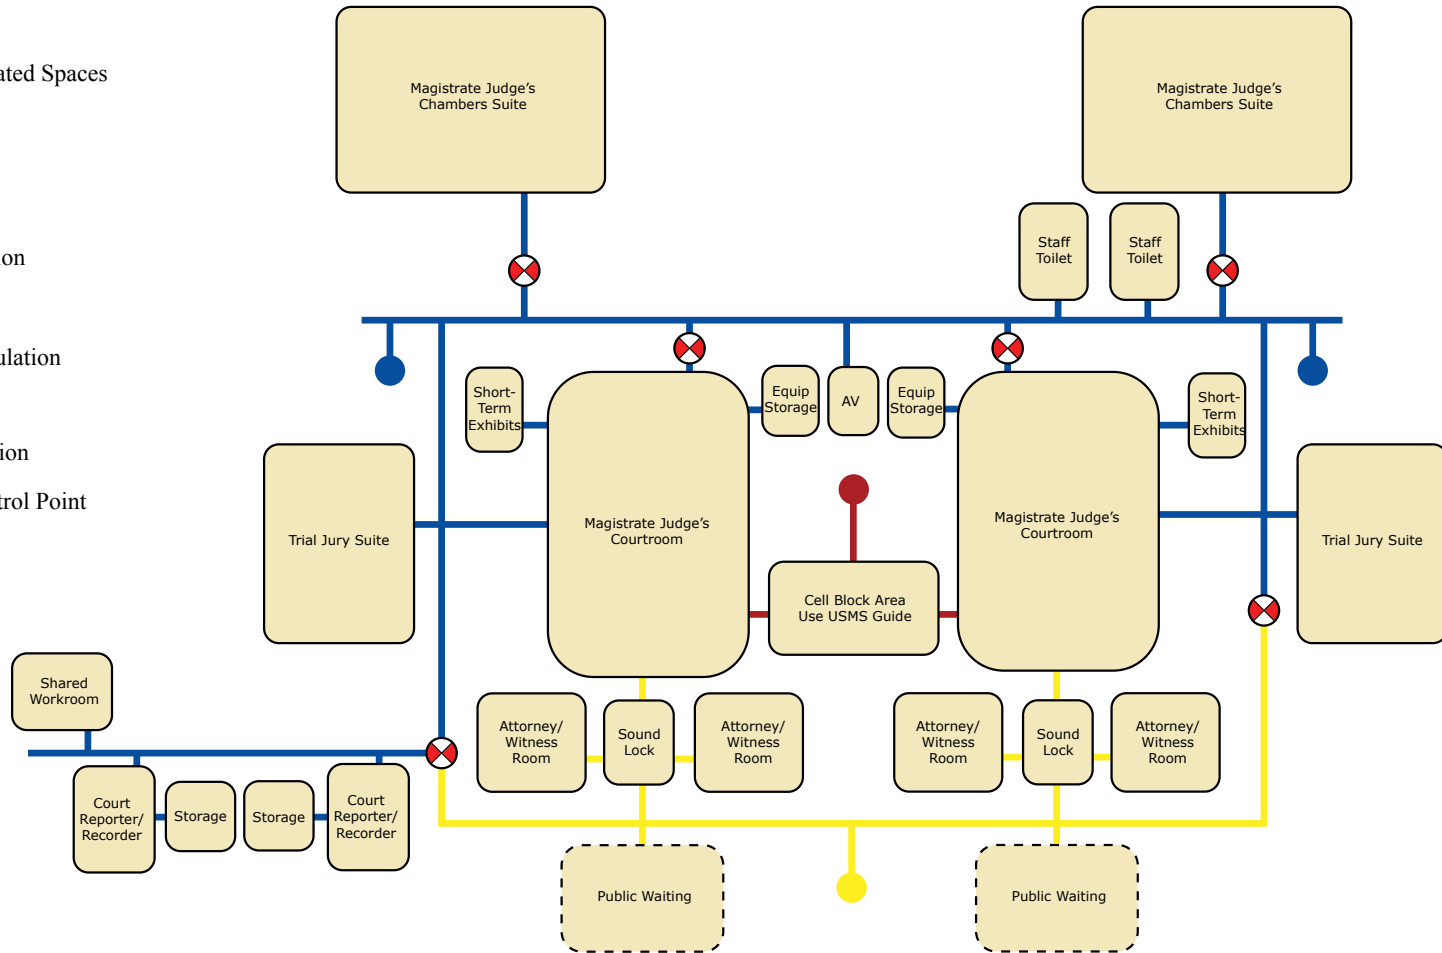 ated Spaces
ion
ulation
ion
trol Point
Magistrate Judge's
Chambers Suite
Magistrate Judge's
Chambers Suite
Staff
Toilet
Staff
Toilet
Short-
Term
Exhibits
Equip
Storage
AV
Equip
Storage
Short-
Term
Exhibits
Trial Jury Suite
Magistrate Judge's
Courtroom
Magistrate Judge's
Courtroom
Trial Jury Suite
Cell Block Area
Use USMS Guide
Shared
Workroom
Attorney/
Witness
Room
Sound
Lock
Attorney/
Witness
Room
Attorney/
Witness
Room
Sound
Lock
Attorney/
Witness
Room
Court
Reporter/
Recorder
Storage
Storage
Court
Reporter/
Recorder
Public Waiting
Public Waiting